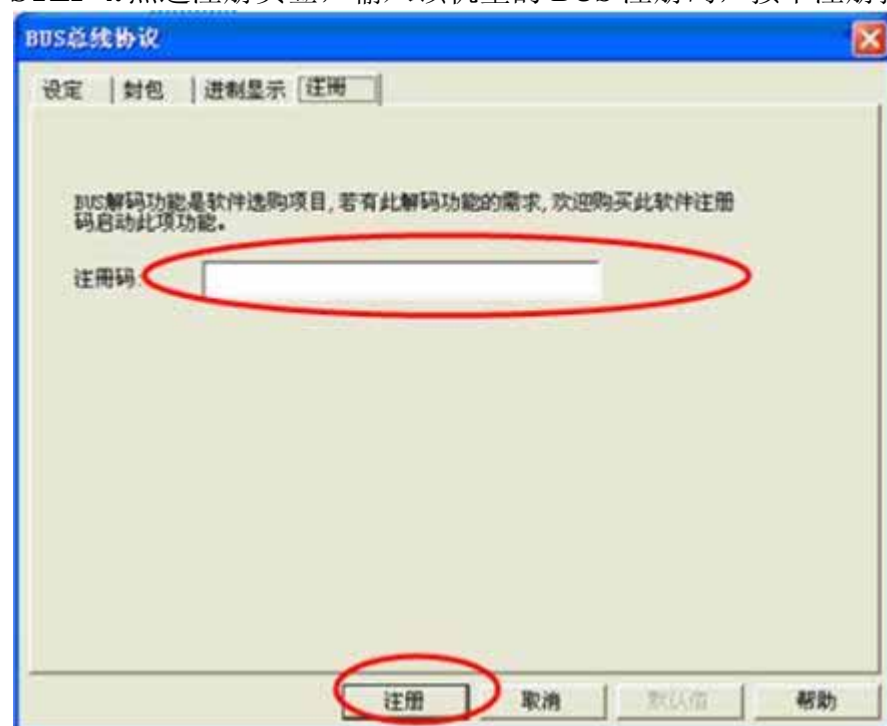 BUS总线协议
设定 封包 进制显示 注册
BUS解码功能是软件选购项目,若有此解码功能的需求,欢迎购买此软件注册
码启动此项功能。
注册码:
注册 取消 默认值 帮助